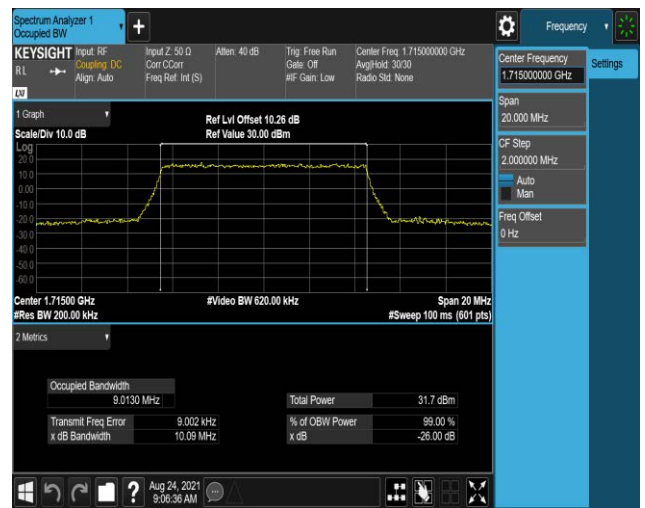 Spectrum Analyzer 1
Occupied BW
Frequency
KEYSIGHT
R L
LXI
Input: RF
Coupling: DC
Align: Auto
Input Z: 50 Ω
Corr CCorr
Freq Ref: Int (S)
Atten: 40 dB
Trig: Free Run
Gate: Off
#IF Gain: Low
Center Freq: 1.715000000 GHz
Avg|Hold: 30/30
Radio Std: None
Center Frequency
1.715000000 GHz
Settings
Span
20.000 MHz
CF Step
2.000000 MHz
Auto
Man
Freq Offset
0 Hz
1 Graph
Scale/Div 10.0 dB
Ref Lvl Offset 10.26 dB
Ref Value 30.00 dBm
Log
20.0
10.0
0.00
-10.0
-20.0
-30.0
-40.0
-50.0
-60.0
Center 1.71500 GHz
#Video BW 620.00 kHz
Span 20 MHz
#Res BW 200.00 kHz
#Sweep 100 ms (601 pts)
2 Metrics
Occupied Bandwidth
9.0130 MHz
Total Power 31.7 dBm
Transmit Freq Error 9.002 kHz
% of OBW Power 99.00 %
x dB Bandwidth 10.09 MHz
x dB -26.00 dB
?
Aug 24, 2021
9:06:36 AM